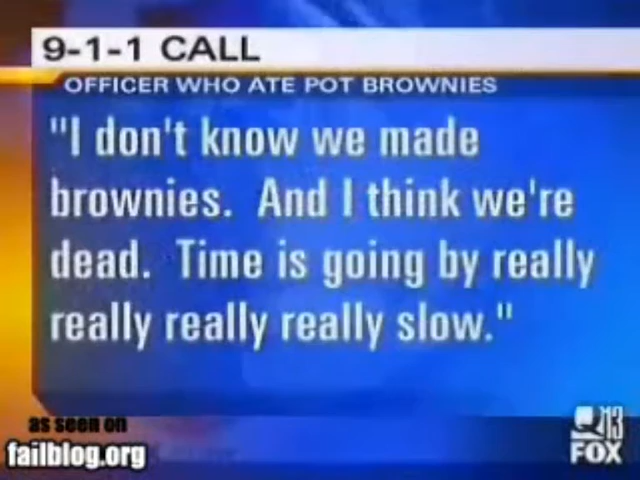 9-1-1 CALL
OFFICER WHO ATE POT BROWNIES
"I don't know we made
brownies. And I think we're
dead. Time is going by really
really really really slow."
as seen on
failblog.org
Q13
FOX